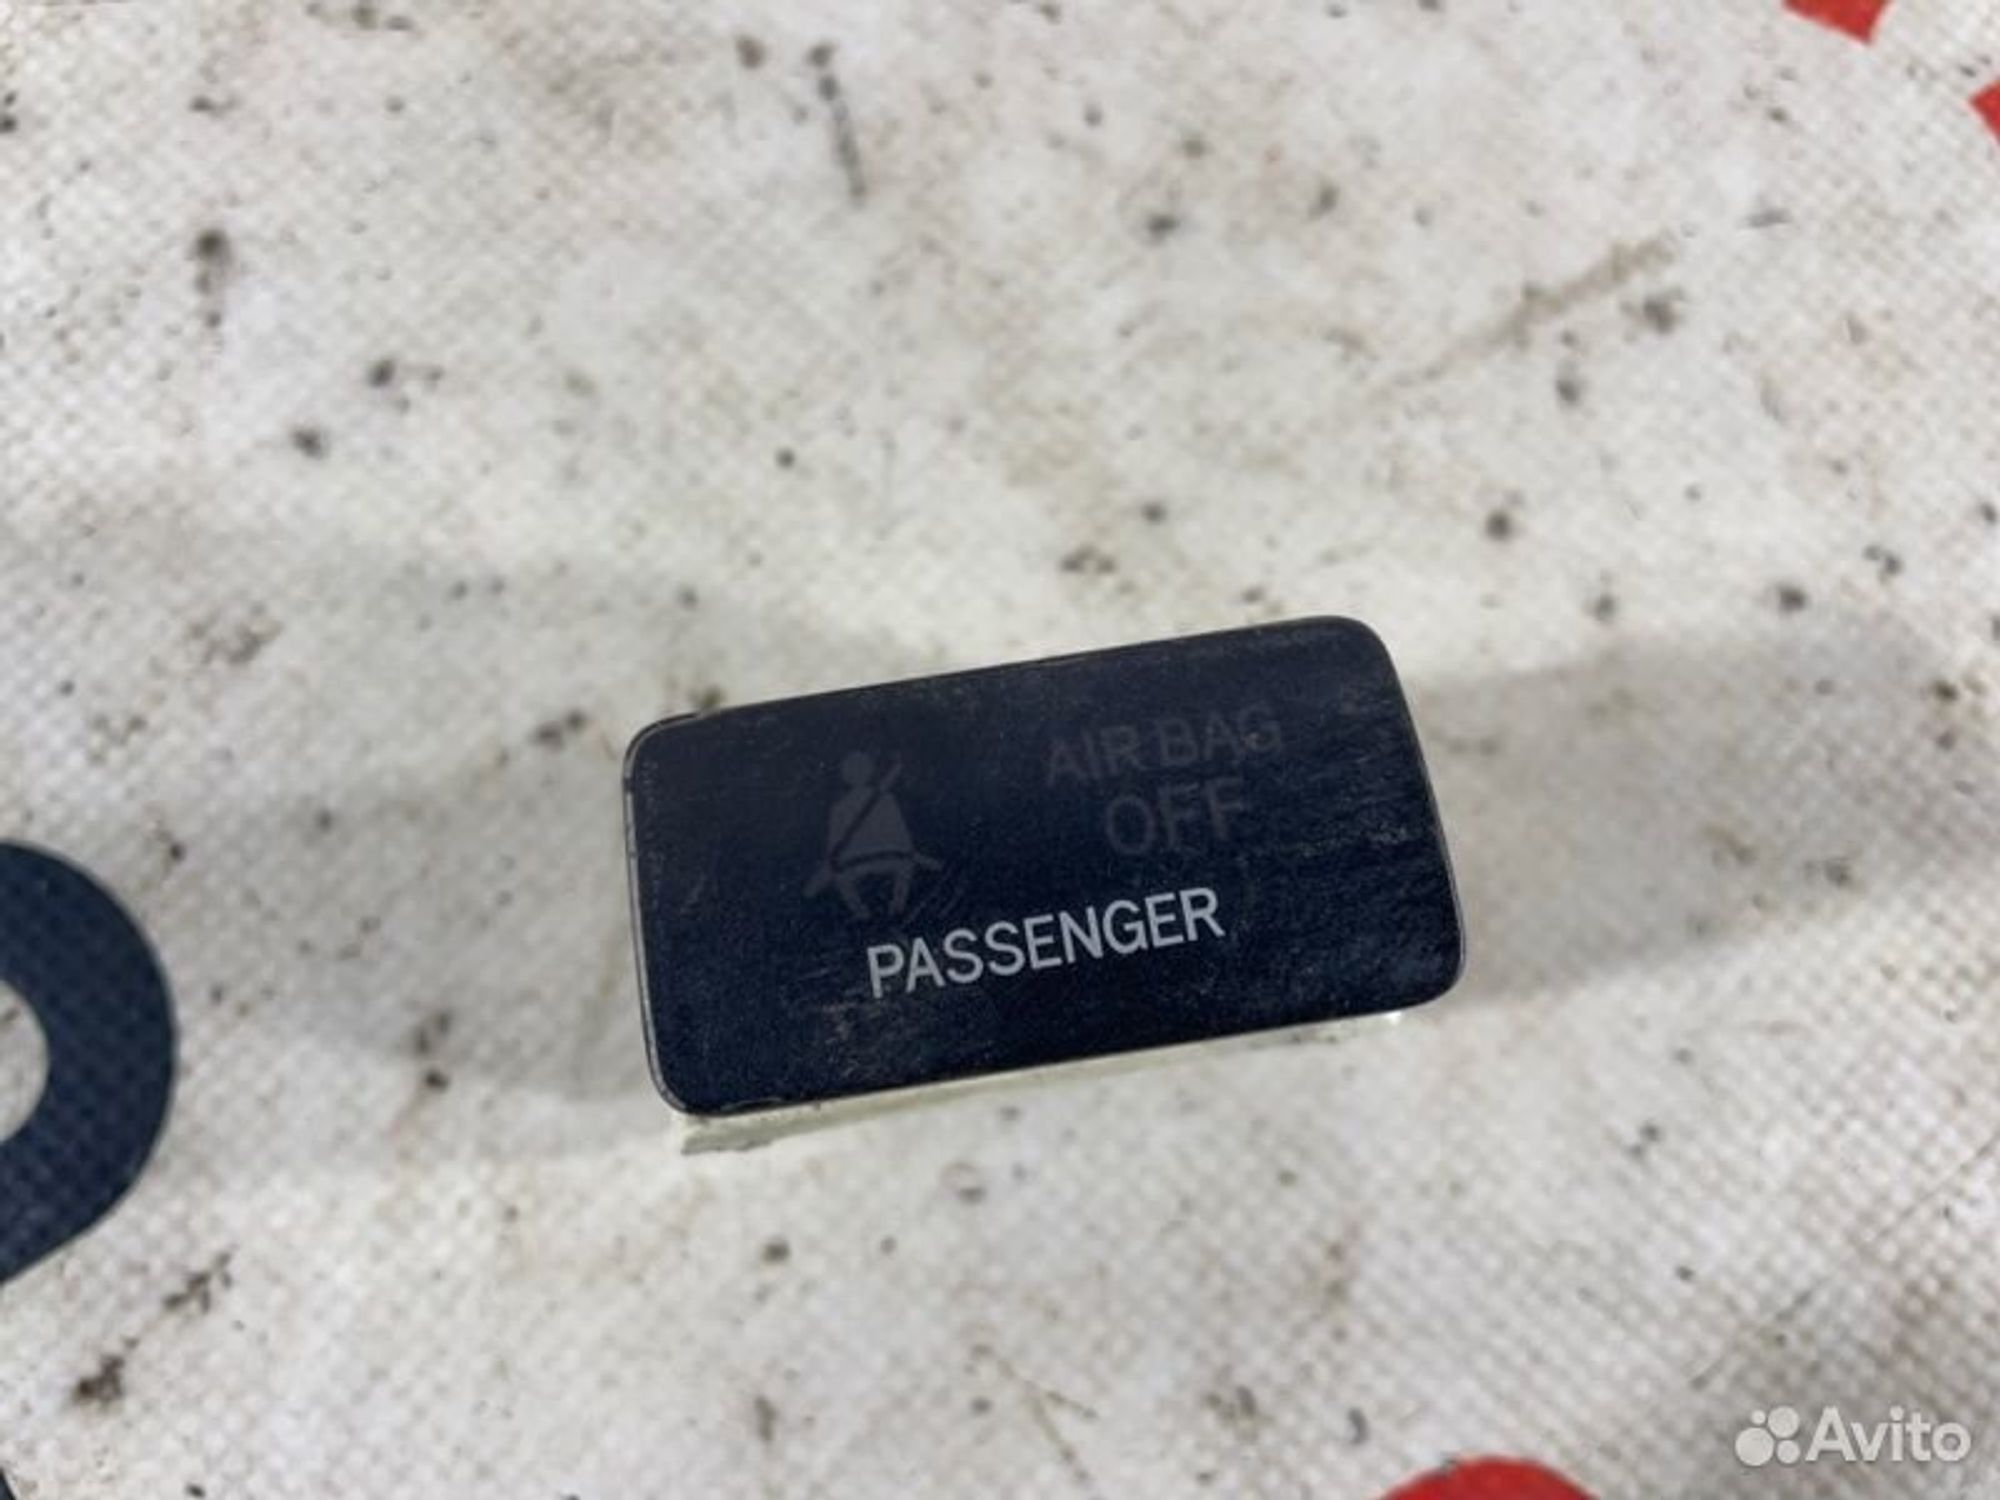 AIR BAG
OFF
PASSENGER
Avito